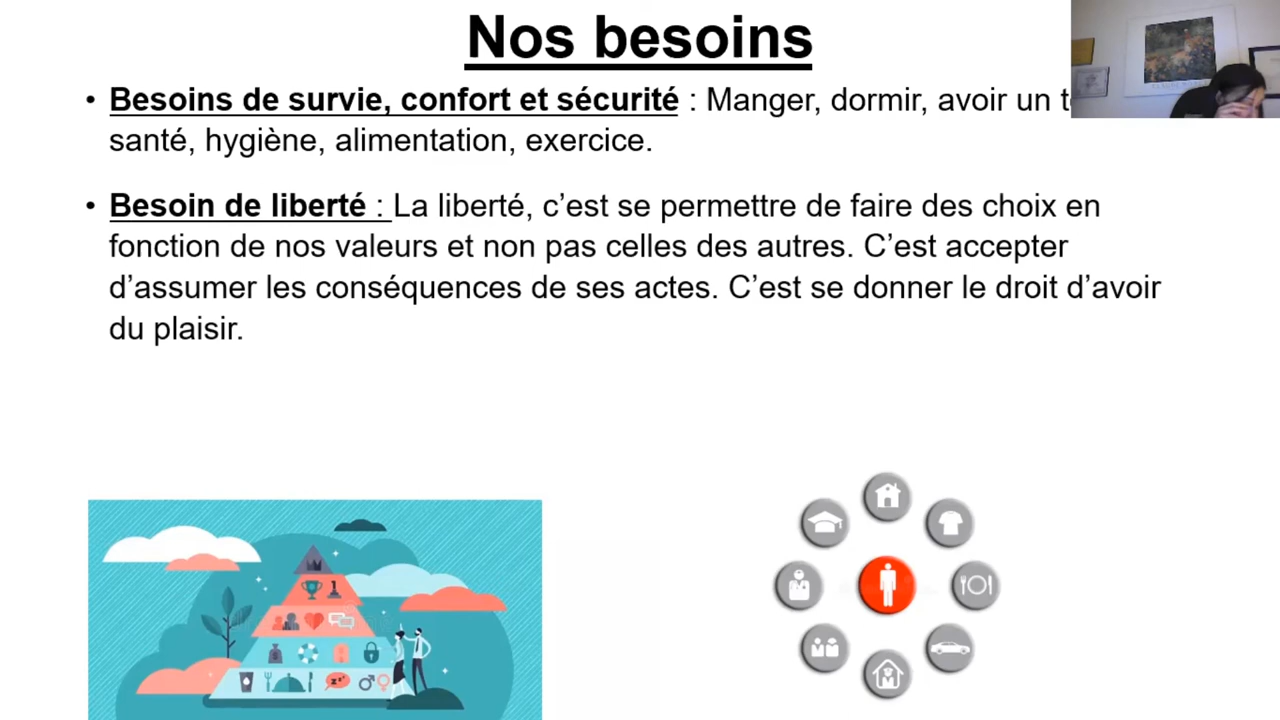 Nos besoins
• Besoins de survie, confort et sécurité : Manger, dormir, avoir un
santé, hygiène, alimentation, exercice.
• Besoin de liberté : La liberté, c’est se permettre de faire des choix en
fonction de nos valeurs et non pas celles des autres. C’est accepter
d’assumer les conséquences de ses actes. C’est se donner le droit d’avoir
du plaisir.
1